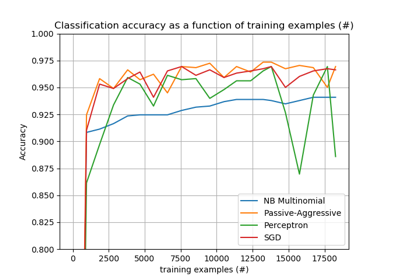 Classification accuracy as a function of training examples (#)
1.000
0.975
0.950
0.925
0.900
0.875
0.850
0.825
0.800
Accuracy
NB Multinomial
Passive-Aggressive
Perceptron
SGD
0 2500 5000 7500 10000 12500 15000 17500
training examples (#)